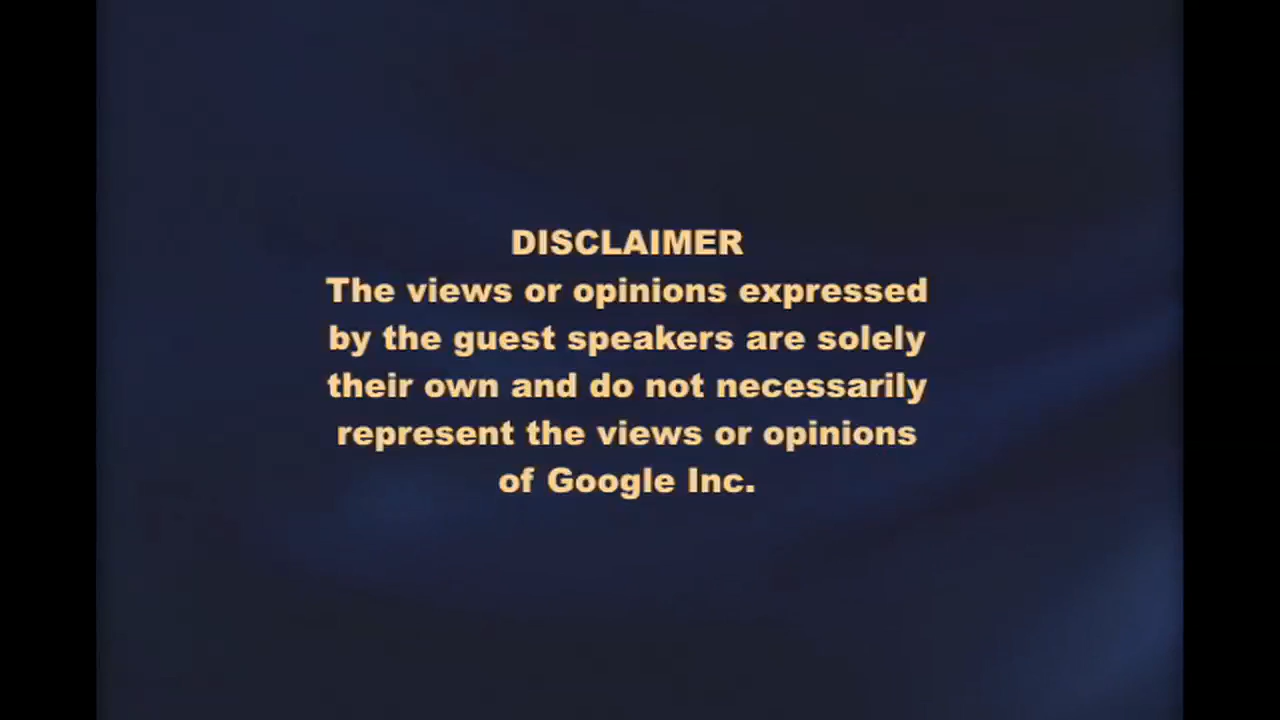 DISCLAIMER
The views or opinions expressed
by the guest speakers are solely
their own and do not necessarily
represent the views or opinions
of Google Inc.